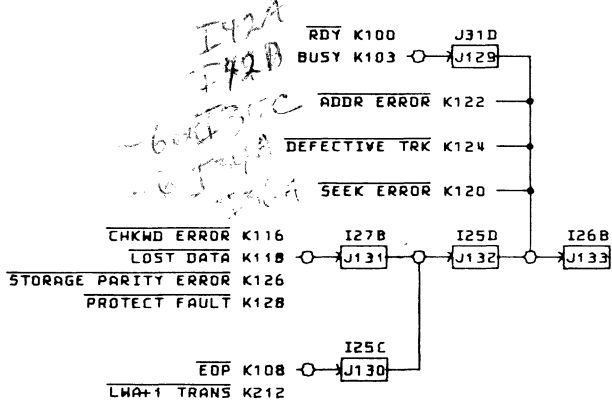 I42A
I42B
RDY K100 J31D
BUSY K103 J129
ADDR ERROR K122
DEFECTIVE TRK K124
SEEK ERROR K120
CHKWD ERROR K116 I27B I25D I26B
LOST DATA K118 J131 J132 J133
STORAGE PARITY ERROR K126
PROTECT FAULT K128
I25C
EOP K108 J130
LWA+1 TRANS K212